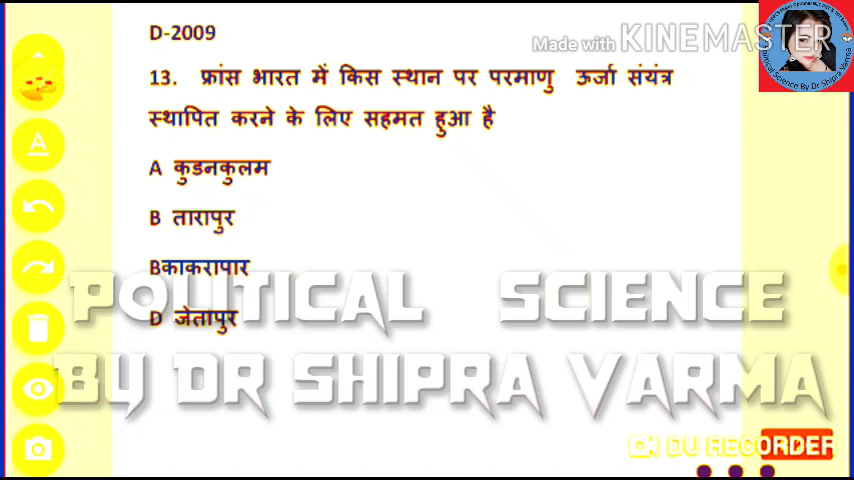 D-2009
Made with KINEMASTER
13. फ्रांस भारत में किस स्थान पर परमाणु ऊर्जा संयंत्र
स्थापित करने के लिए सहमत हुआ है
A कुडनकुलम
B तारापुर
Bकाकरापार
D जेतापुर
POLITICAL SCIENCE
BY DR SHIPRA VARMA
DU RECORDER